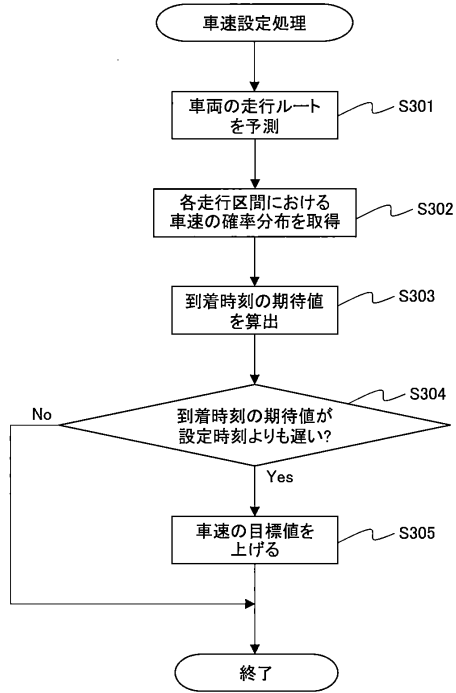 車速設定処理
車両の走行ルート
を予測
S301
各走行区間における
車速の確率分布を取得
S302
到着時刻の期待値
を算出
S303
S304
No
到着時刻の期待値が
設定時刻よりも遅い?
Yes
車速の目標値を
上げる
S305
終了